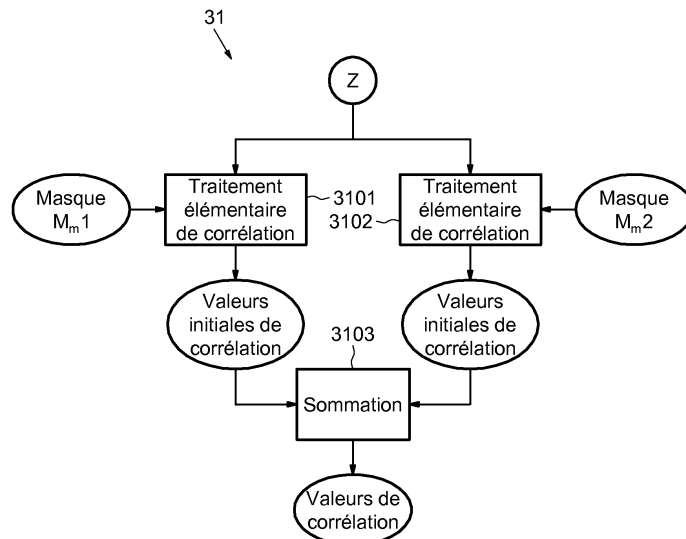 31
Z
Masque
Mm1
Traitement
élémentaire
de corrélation
3101
3102
Traitement
élémentaire
de corrélation
Masque
Mm2
Valeurs
initiales de
corrélation
Valeurs
initiales de
corrélation
3103
Sommation
Valeurs de
corrélation